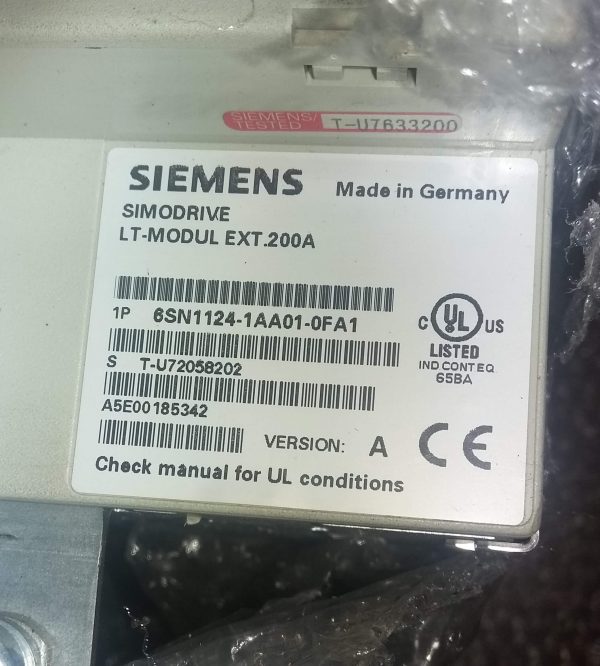 SIEMENS/
TESTED T-U7633200
SIEMENS Made in Germany
SIMODRIVE
LT-MODUL EXT.200A
1P 6SN1124-1AA01-0FA1
S T-U72058202
A5E00185342
C UL US
LISTED
IND CONT EQ
65BA
VERSION: A CE
Check manual for UL conditions